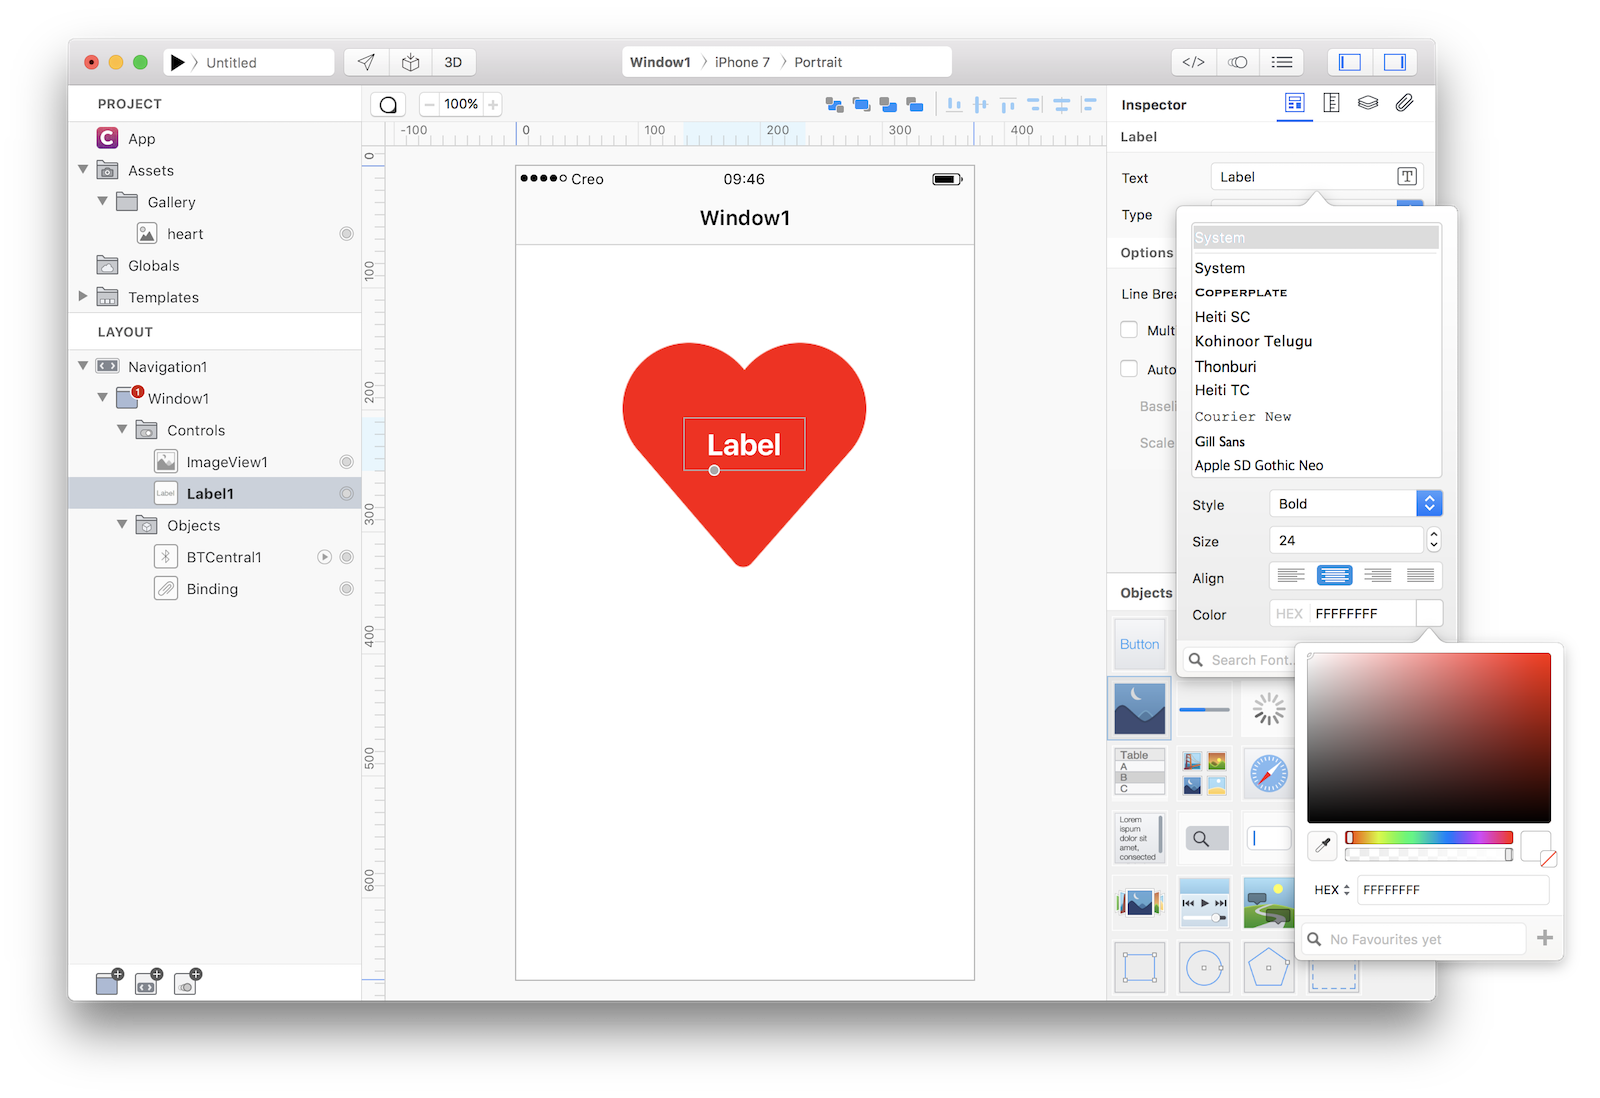 Untitled
3D
Window1 〉 iPhone 7 〉 Portrait
</>
PROJECT
App
Assets
Gallery
heart
Globals
Templates
LAYOUT
Navigation1
1
Window1
Controls
ImageView1
Label
Label1
Objects
BTCentral1
Binding
100%
-100 0 100 200 300 400
0
100
200
300
400
500
600
Creo 09:46
Window1
Label
Inspector
Label
Text Label T
Type
Options
Line Brea
Mult
Auto
Baseli
Scale
System
System
COPPERPLATE
Heiti SC
Kohinoor Telugu
Thonburi
Heiti TC
Courier New
Gill Sans
Apple SD Gothic Neo
Style Bold
Size 24
Align
Color HEX FFFFFFFF
Search Font..
Objects
Button
Table
A
B
C
Lorem
ispum
dolor sit
amet,
consected
HEX FFFFFFFF
No Favourites yet